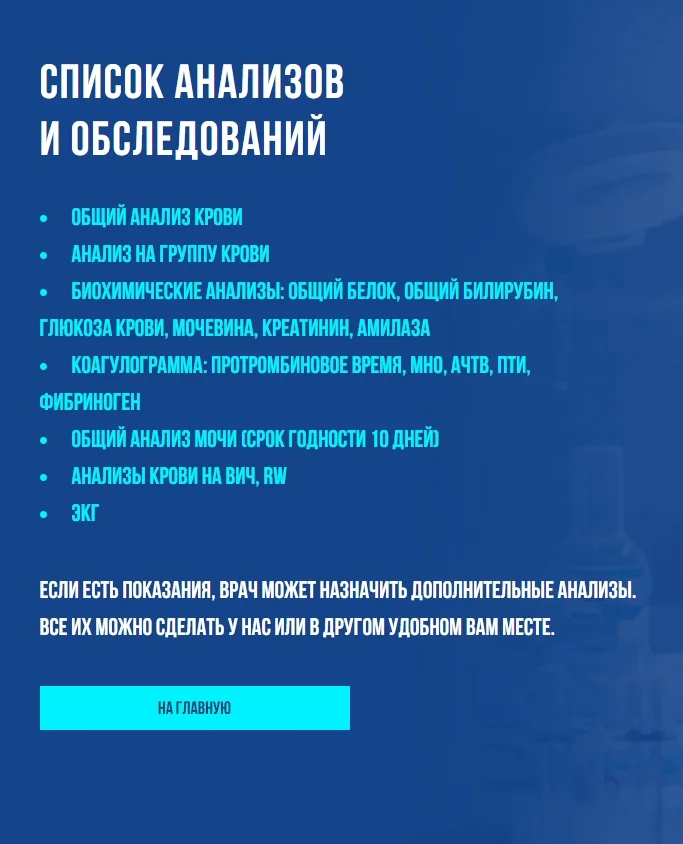 СПИСОК АНАЛИЗОВ
И ОБСЛЕДОВАНИЙ
• ОБЩИЙ АНАЛИЗ КРОВИ
• АНАЛИЗ НА ГРУППУ КРОВИ
• БИОХИМИЧЕСКИЕ АНАЛИЗЫ: ОБЩИЙ БЕЛОК, ОБЩИЙ БИЛИРУБИН,
ГЛЮКОЗА КРОВИ, МОЧЕВИНА, КРЕАТИНИН, АМИЛАЗА
• КОАГУЛОГРАММА: ПРОТРОМБИНОВОЕ ВРЕМЯ, МНО, АЧТВ, ПТИ,
ФИБРИНОГЕН
• ОБЩИЙ АНАЛИЗ МОЧИ (СРОК ГОДНОСТИ 10 ДНЕЙ)
• АНАЛИЗЫ КРОВИ НА ВИЧ, RW
• ЭКГ
ЕСЛИ ЕСТЬ ПОКАЗАНИЯ, ВРАЧ МОЖЕТ НАЗНАЧИТЬ ДОПОЛНИТЕЛЬНЫЕ АНАЛИЗЫ.
ВСЕ ИХ МОЖНО СДЕЛАТЬ У НАС ИЛИ В ДРУГОМ УДОБНОМ ВАМ МЕСТЕ.
НА ГЛАВНУЮ